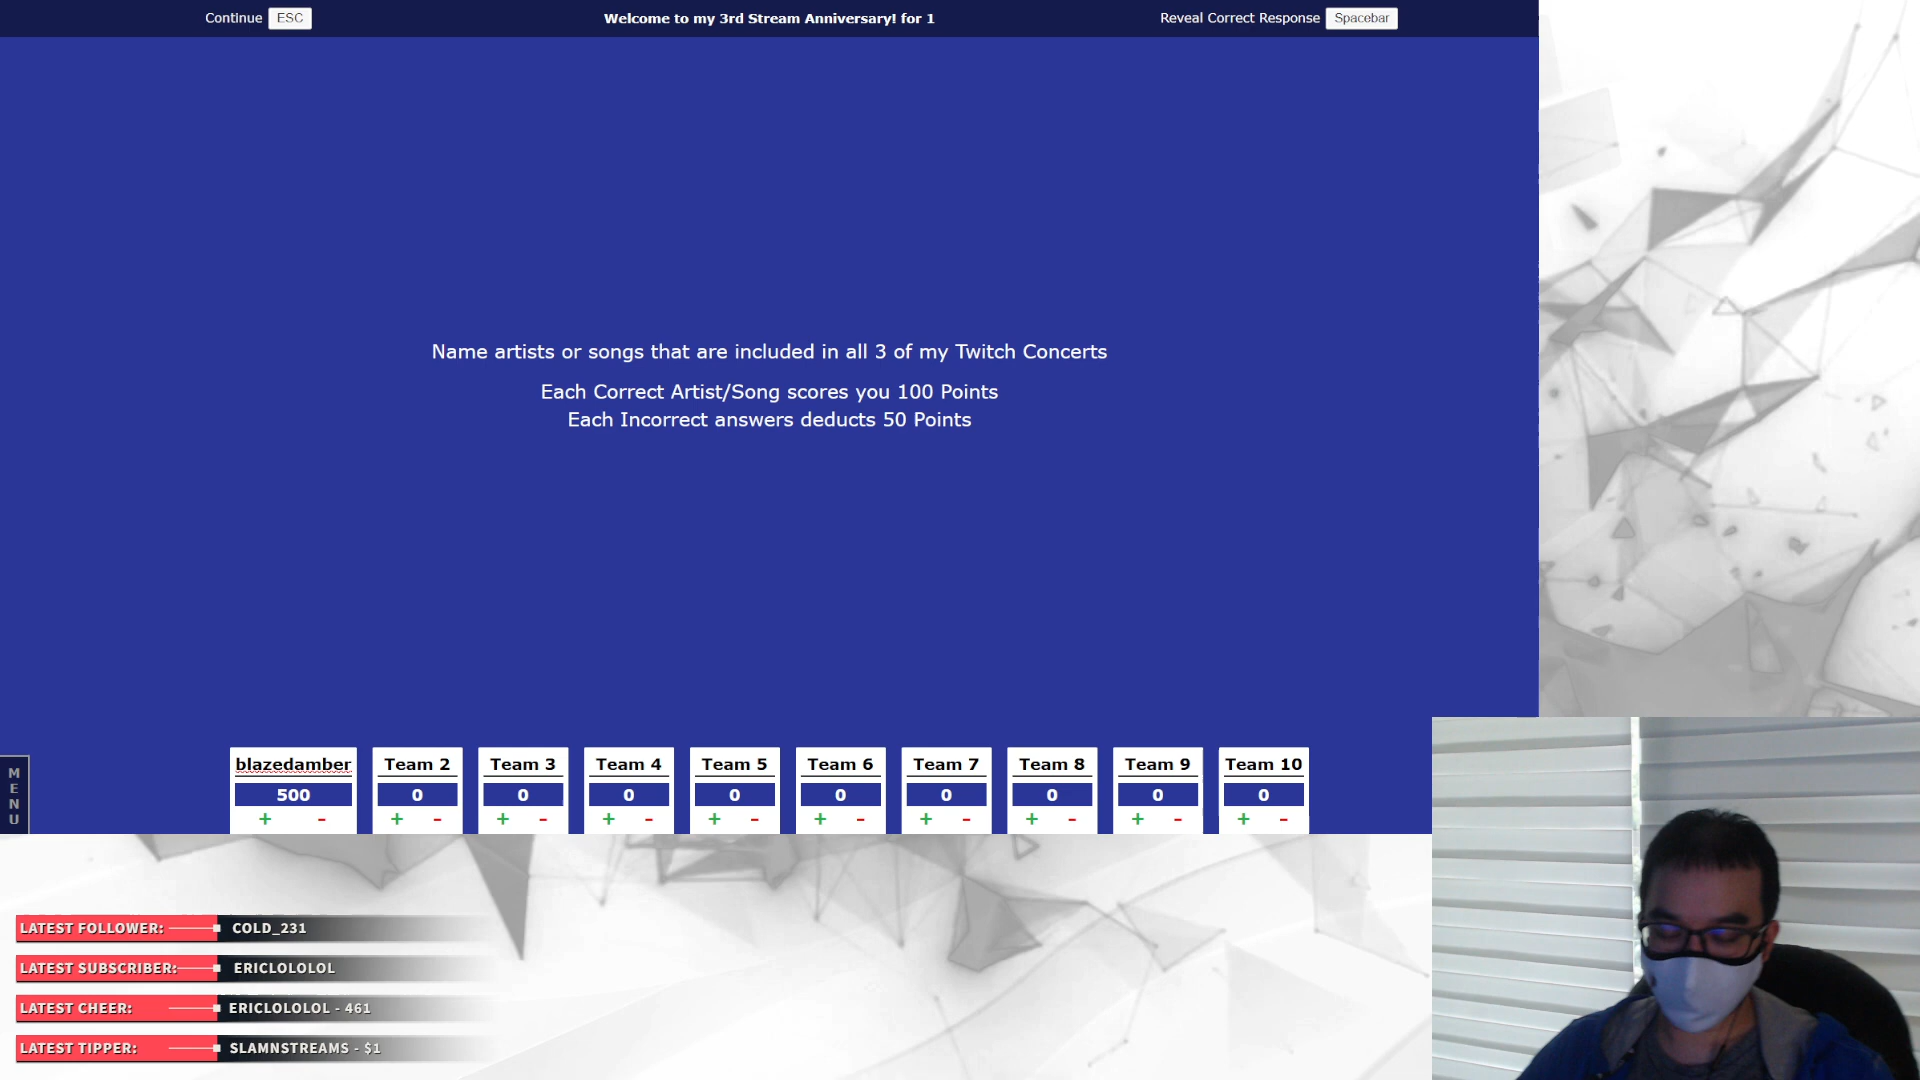 Continue ESC
Welcome to my 3rd Stream Anniversary! for 1
Reveal Correct Response Spacebar
Name artists or songs that are included in all 3 of my Twitch Concerts
Each Correct Artist/Song scores you 100 Points
Each Incorrect answers deducts 50 Points
MENU
blazedamber Team 2 Team 3 Team 4 Team 5 Team 6 Team 7 Team 8 Team 9 Team 10
500 0 0 0 0 0 0 0 0 0
+ - + - + - + - + - + - + - + - + - + -
LATEST FOLLOWER: COLD_231
LATEST SUBSCRIBER: ERICLOLOLOL
LATEST CHEER: ERICLOLOLOL - 461
LATEST TIPPER: SLAMNSTREAMS - $1